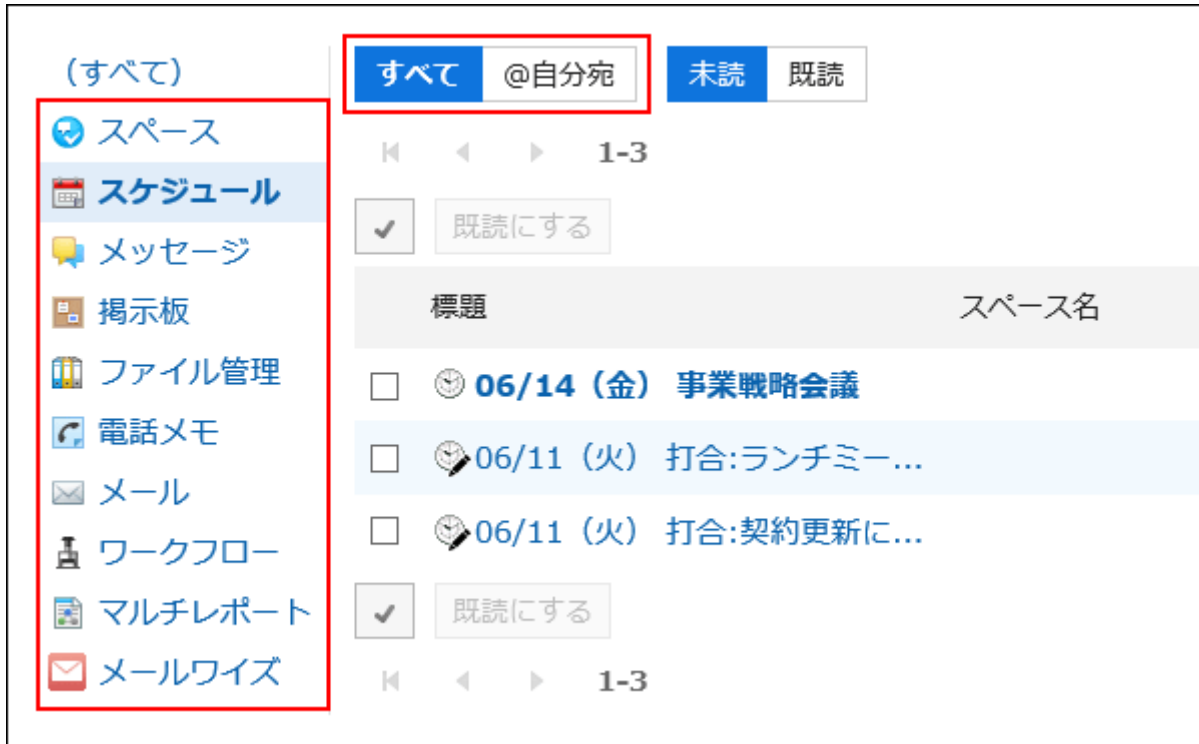 (すべて)
スペース
スケジュール
メッセージ
掲示板
ファイル管理
電話メモ
メール
ワークフロー
マルチレポート
メールワイズ
すべて @自分宛 未読 既読
1-3
既読にする
標題 スペース名
06/14(金) 事業戦略会議
06/11(火) 打合:ランチミー...
06/11(火) 打合:契約更新に...
既読にする
1-3